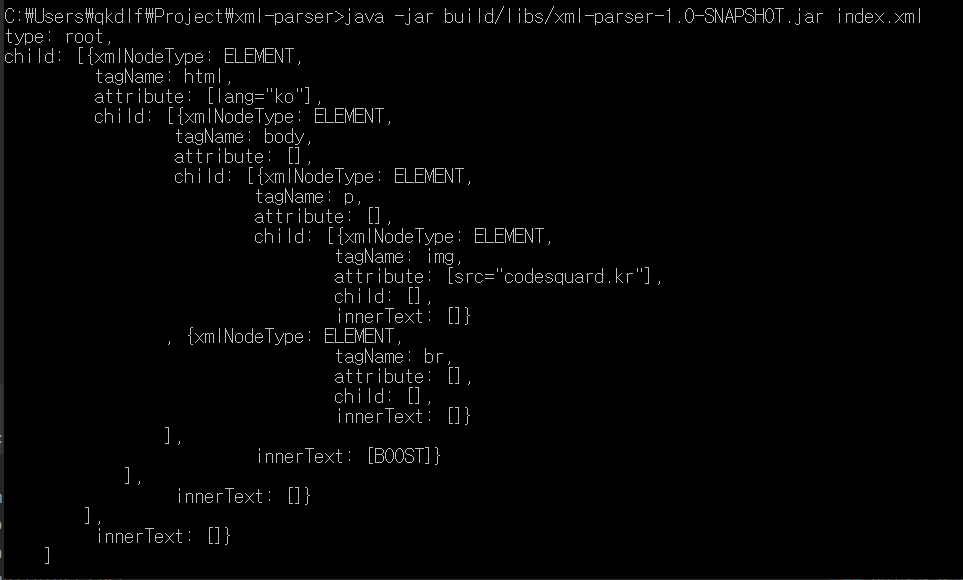 C:₩Users₩qkdlf₩Project₩xml-parser>java -jar build/libs/xml-parser-1.0-SNAPSHOT.jar index.xml
type: root,
child: [{xmlNodeType: ELEMENT,
         tagName: html,
         attribute: [lang="ko"],
         child: [{xmlNodeType: ELEMENT,
                 tagName: body,
                 attribute: [],
                 child: [{xmlNodeType: ELEMENT,
                         tagName: p,
                         attribute: [],
                         child: [{xmlNodeType: ELEMENT,
                                 tagName: img,
                                 attribute: [src="codesquard.kr"],
                                 child: [],
                                 innerText: []}
                , {xmlNodeType: ELEMENT,
                                 tagName: br,
                                 attribute: [],
                                 child: [],
                                 innerText: []}
                ],
                         innerText: [BOOST]}
            ],
                 innerText: []}
        ],
         innerText: []}
    ]